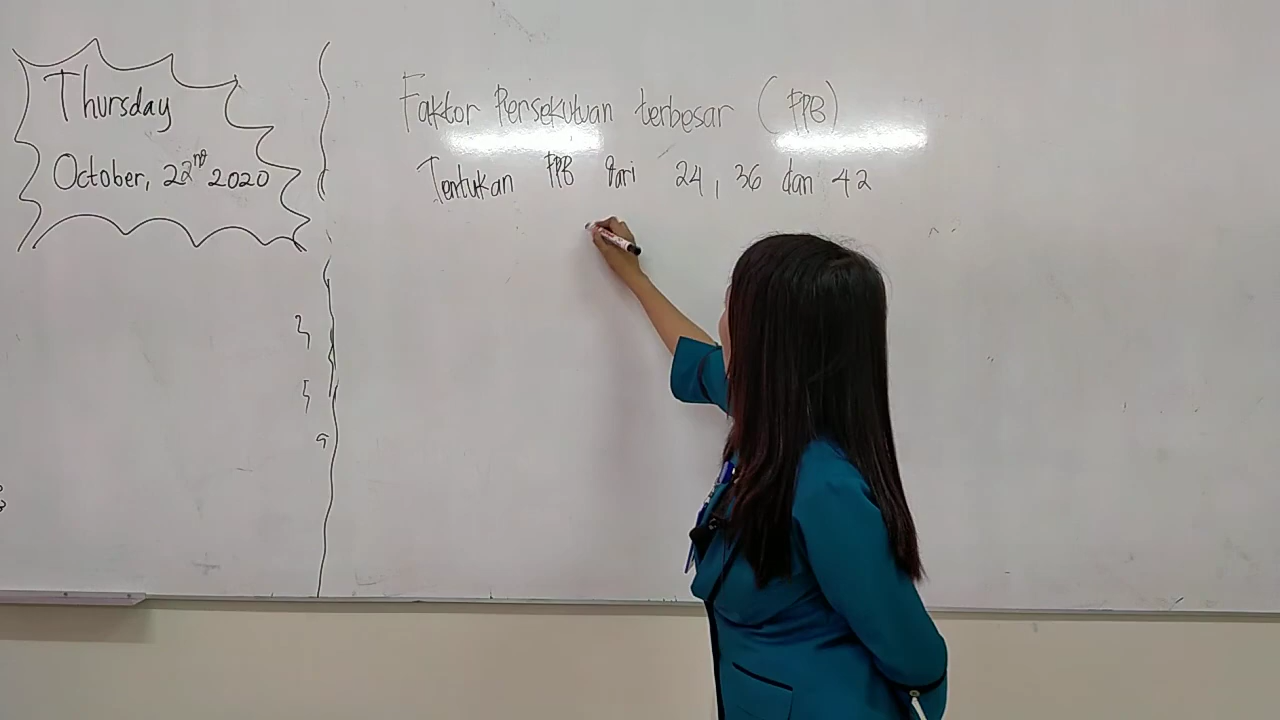 Thursday
October, 22nd 2020
Faktor Persekutuan terbesar (FPB)
Tentukan FPB dari 24, 36 dan 42